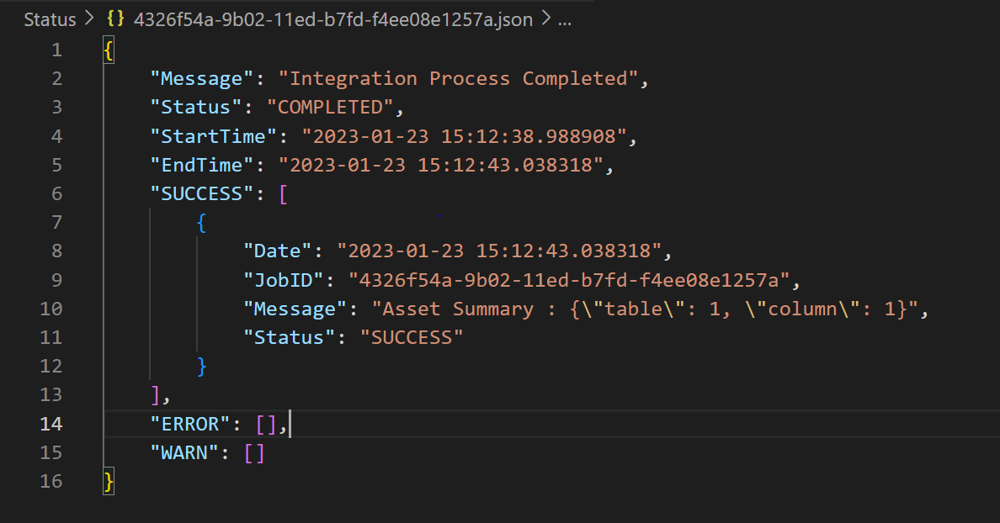 Status > {} 4326f54a-9b02-11ed-b7fd-f4ee08e1257a.json > ...
1 {
2 "Message": "Integration Process Completed",
3 "Status": "COMPLETED",
4 "StartTime": "2023-01-23 15:12:38.988908",
5 "EndTime": "2023-01-23 15:12:43.038318",
6 "SUCCESS": [
7 {
8 "Date": "2023-01-23 15:12:43.038318",
9 "JobID": "4326f54a-9b02-11ed-b7fd-f4ee08e1257a",
10 "Message": "Asset Summary : {\"table\": 1, \"column\": 1}",
11 "Status": "SUCCESS"
12 }
13 ],
14 "ERROR": [],
15 "WARN": []
16 }